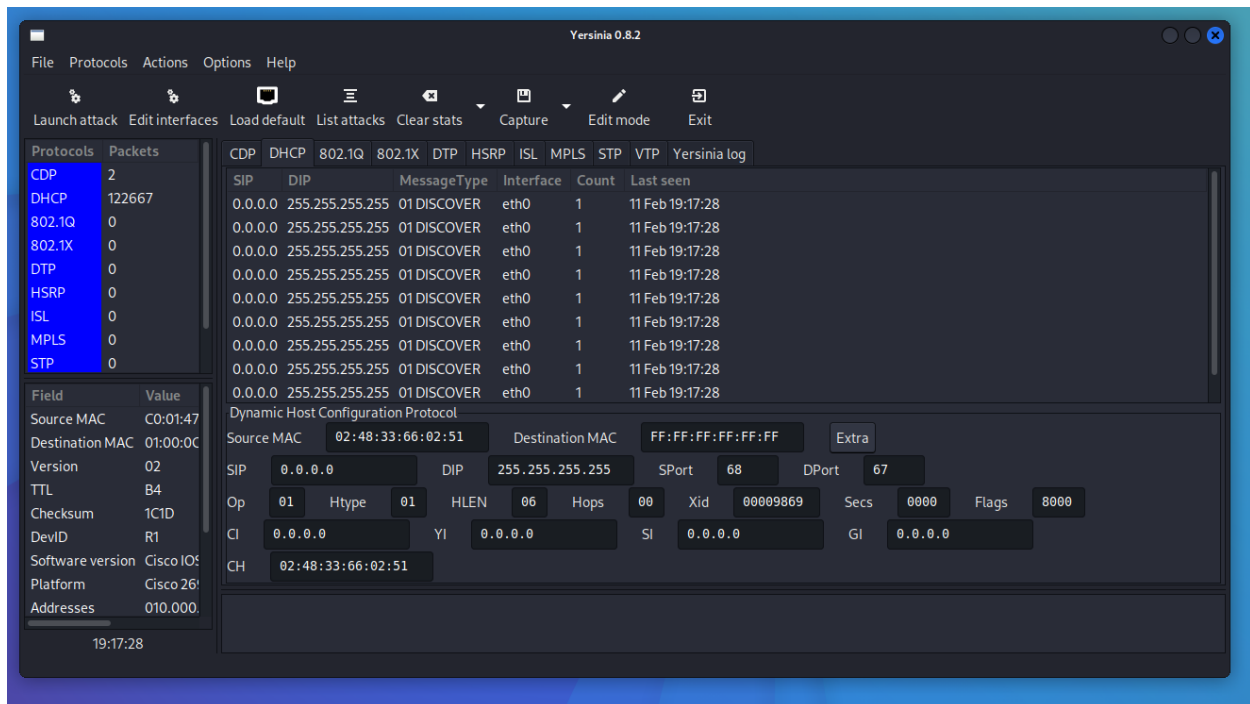 Yersinia 0.8.2
File Protocols Actions Options Help
Launch attack Edit interfaces Load default List attacks Clear stats Capture Edit mode Exit
Protocols Packets
CDP 2
DHCP 122667
802.1Q 0
802.1X 0
DTP 0
HSRP 0
ISL 0
MPLS 0
STP 0
Field Value
Source MAC C0:01:47
Destination MAC 01:00:0C
Version 02
TTL B4
Checksum 1C1D
DevID R1
Software version Cisco IOS
Platform Cisco 269
Addresses 010.000.
19:17:28
CDP DHCP 802.1Q 802.1X DTP HSRP ISL MPLS STP VTP Yersinia log
SIP DIP MessageType Interface Count Last seen
0.0.0.0 255.255.255.255 01 DISCOVER eth0 1 11 Feb 19:17:28
0.0.0.0 255.255.255.255 01 DISCOVER eth0 1 11 Feb 19:17:28
0.0.0.0 255.255.255.255 01 DISCOVER eth0 1 11 Feb 19:17:28
0.0.0.0 255.255.255.255 01 DISCOVER eth0 1 11 Feb 19:17:28
0.0.0.0 255.255.255.255 01 DISCOVER eth0 1 11 Feb 19:17:28
0.0.0.0 255.255.255.255 01 DISCOVER eth0 1 11 Feb 19:17:28
0.0.0.0 255.255.255.255 01 DISCOVER eth0 1 11 Feb 19:17:28
0.0.0.0 255.255.255.255 01 DISCOVER eth0 1 11 Feb 19:17:28
0.0.0.0 255.255.255.255 01 DISCOVER eth0 1 11 Feb 19:17:28
Dynamic Host Configuration Protocol
Source MAC 02:48:33:66:02:51 Destination MAC FF:FF:FF:FF:FF:FF Extra
SIP 0.0.0.0 DIP 255.255.255.255 SPort 68 DPort 67
Op 01 Htype 01 HLEN 06 Hops 00 Xid 00009869 Secs 0000 Flags 8000
CI 0.0.0.0 YI 0.0.0.0 SI 0.0.0.0 GI 0.0.0.0
CH 02:48:33:66:02:51